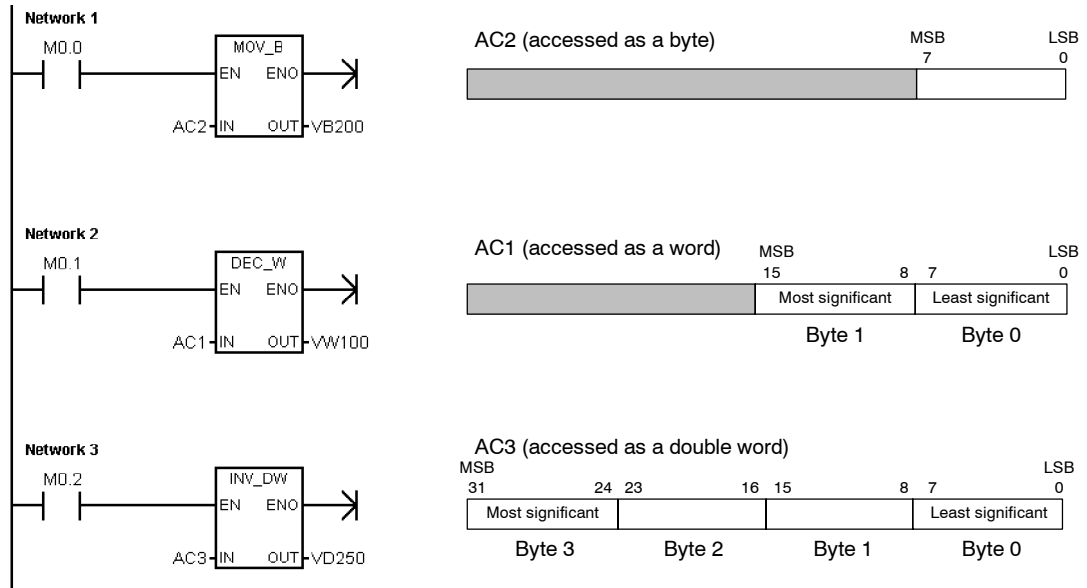 Network 1
M0.0
MOV_B
EN ENO
AC2 IN OUT VB200
AC2 (accessed as a byte)
MSB LSB
7 0
Network 2
M0.1
DEC_W
EN ENO
AC1 IN OUT VW100
AC1 (accessed as a word)
MSB LSB
15 8 7 0
Most significant Least significant
Byte 1 Byte 0
Network 3
M0.2
INV_DW
EN ENO
AC3 IN OUT VD250
AC3 (accessed as a double word)
MSB LSB
31 24 23 16 15 8 7 0
Most significant Least significant
Byte 3 Byte 2 Byte 1 Byte 0